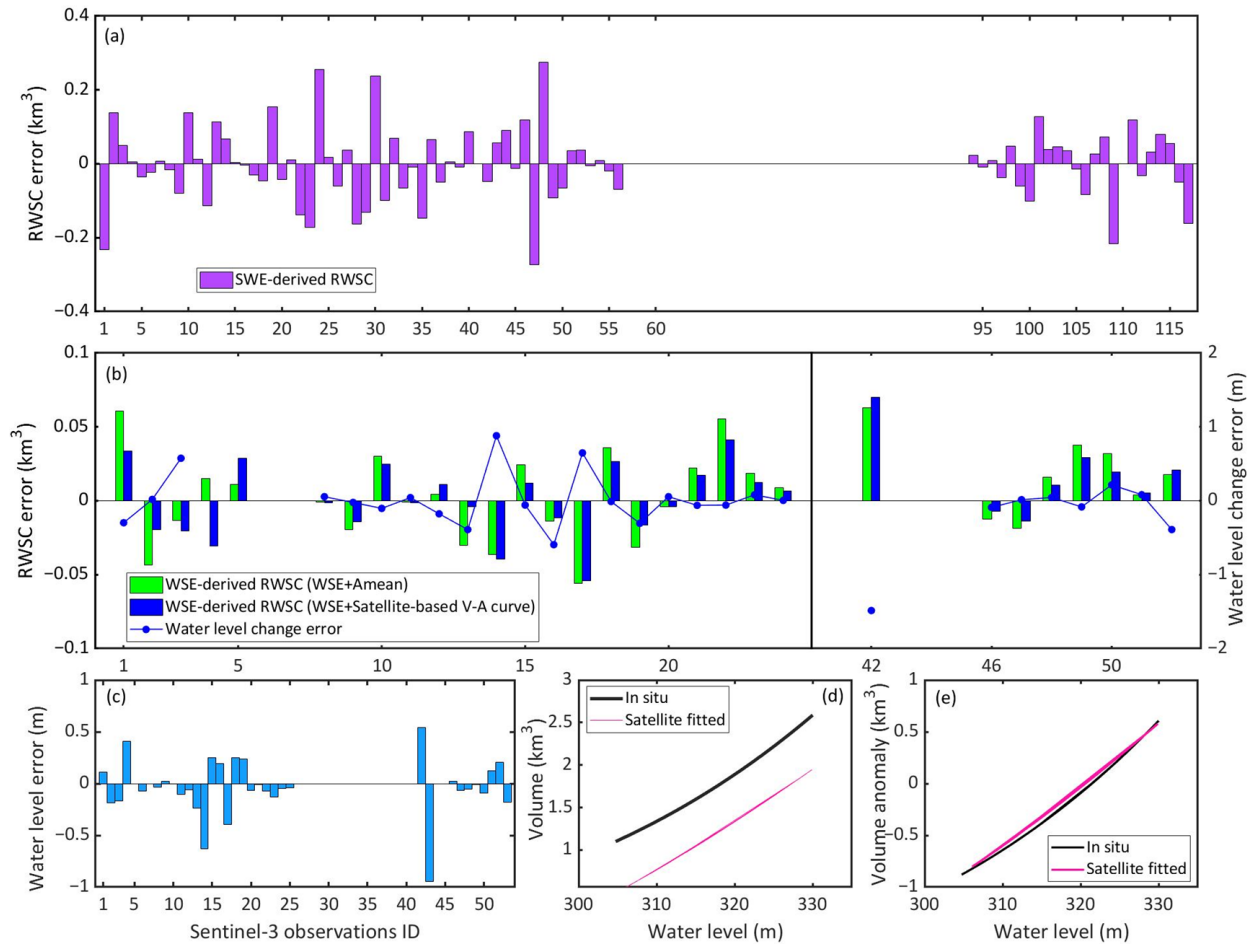 (a)
RWSC error (km³)
0.4
0.2
0
−0.2
−0.4
SWE-derived RWSC
1 5 10 15 20 25 30 35 40 45 50 55 60 95 100 105 110 115
(b)
RWSC error (km³)
0.1
0.05
0
−0.05
−0.1
WSE-derived RWSC (WSE+Amean)
WSE-derived RWSC (WSE+Satellite-based V-A curve)
Water level change error
2
1
0
−1
−2
Water level change error (m)
1 5 10 15 20 42 46 50
(c)
Water level error (m)
1
0.5
0
−0.5
−1
1 5 10 15 20 25 30 35 40 45 50
Sentinel-3 observations ID
(d)
Volume (km³)
3
2.5
2
1.5
1
In situ
Satellite fitted
300 310 320 330
Water level (m)
(e)
Volume anomaly (km³)
1
0.5
0
−0.5
−1
In situ
Satellite fitted
300 310 320 330
Water level (m)